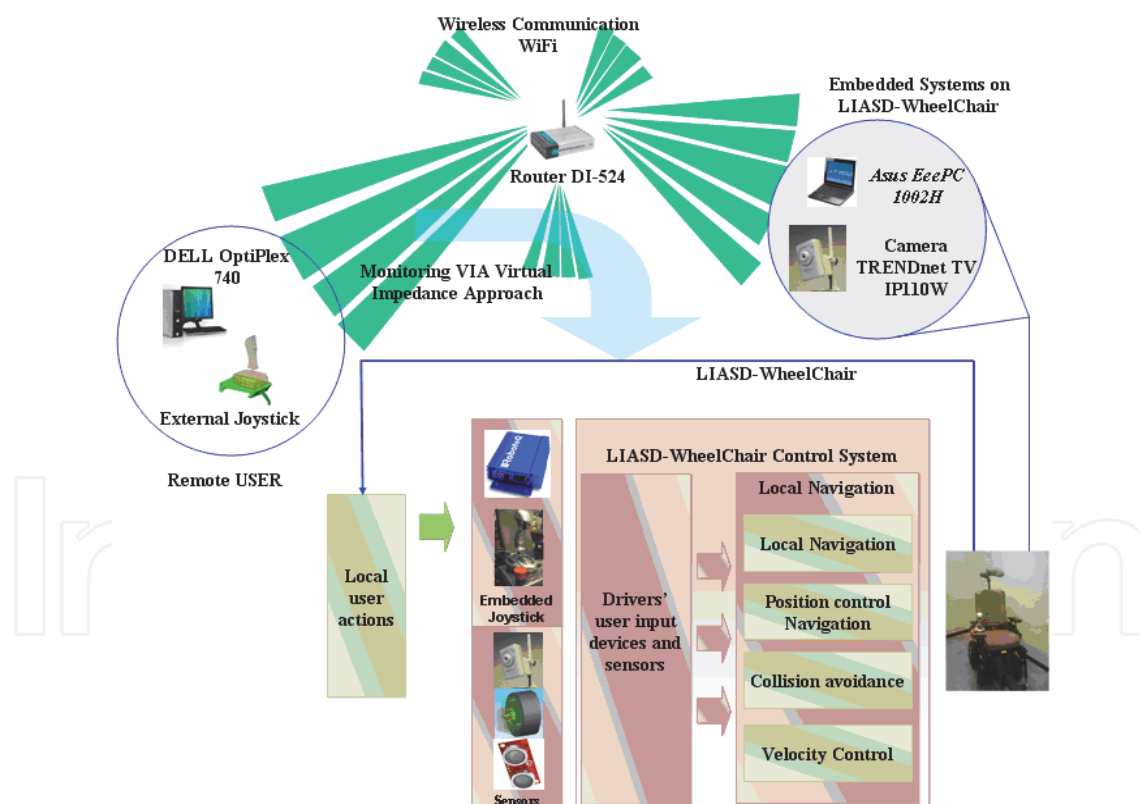 Wireless Communication
WiFi
Embedded Systems on
LIASD-WheelChair
Router DI-524
Asus EeePC
1002H
Camera
TRENDnet TV
IP110W
DELL OptiPlex
740
Monitoring VIA Virtual
Impedance Approach
External Joystick
Remote USER
LIASD-WheelChair
RoboteQ
LIASD-WheelChair Control System
Local Navigation
Local Navigation
Local
user
actions
Embedded
Joystick
Drivers’
user input
devices and
sensors
Position control
Navigation
Collision avoidance
Velocity Control
Sensors